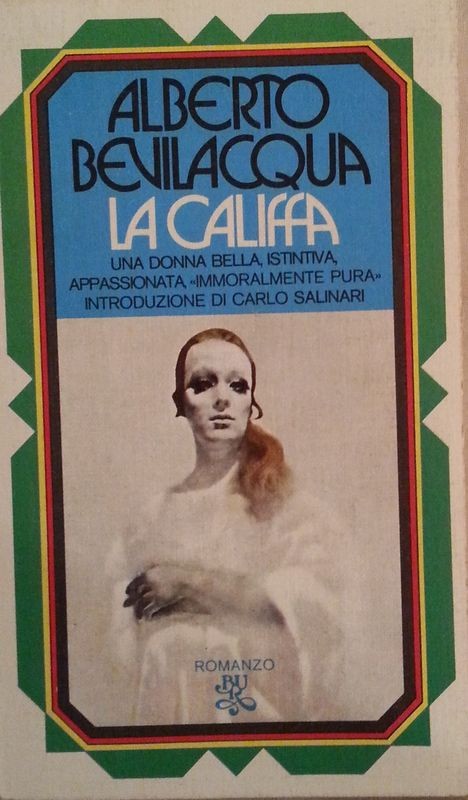 ALBERTO
BEVILACQUA
LA CALIFFA
UNA DONNA BELLA, ISTINTIVA,
APPASSIONATA, «IMMORALMENTE PURA»
INTRODUZIONE DI CARLO SALINARI
ROMANZO
BUR